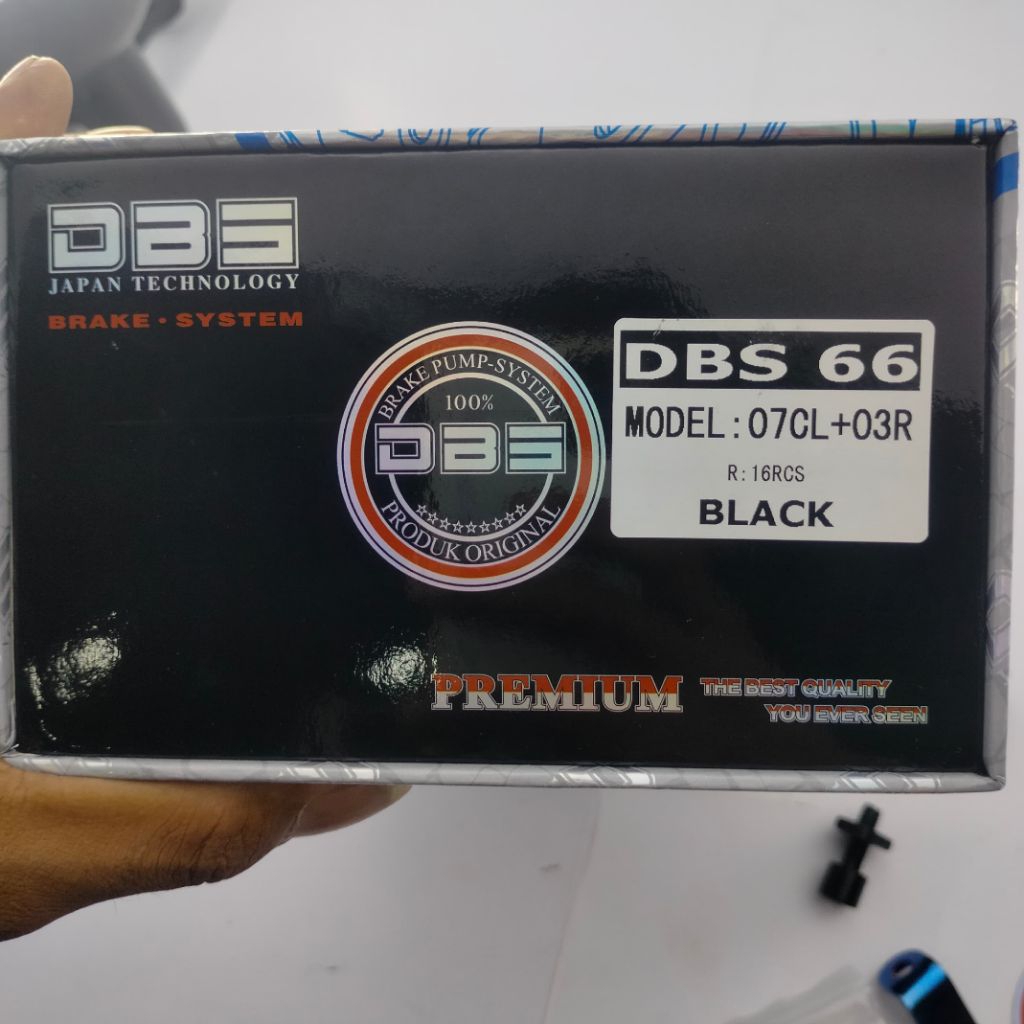 DBS
JAPAN TECHNOLOGY
BRAKE • SYSTEM
BRAKE PUMP-SYSTEM
100%
DBS
PRODUK ORIGINAL
DBS 66
MODEL:07CL+03R
R:16RCS
BLACK
PREMIUM
THE BEST QUALITY
YOU EVER SEEN